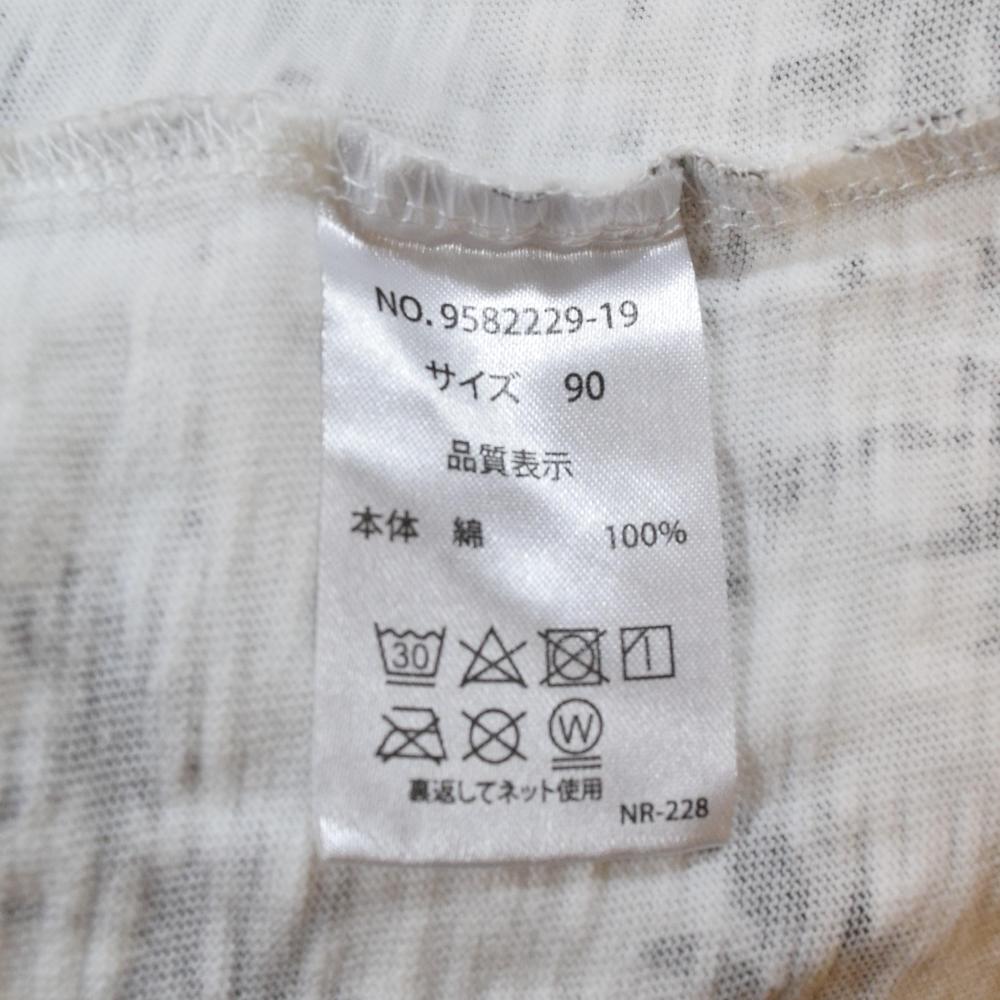 NO.9582229-19
サイズ 90
品質表示
本体 綿 100%
30
W
裏返してネット使用
NR-228